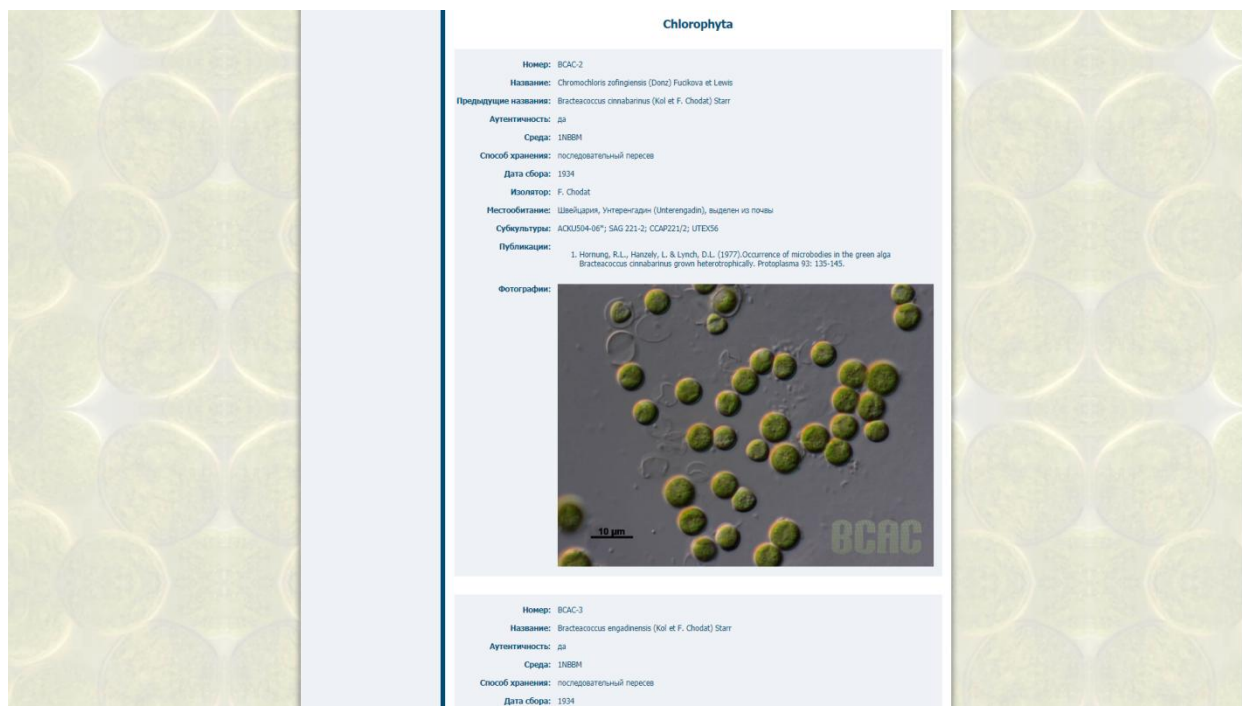 Chlorophyta
Номер: BCAC-2
Название: Chromochloris zofingiensis (Donz) Fucikova et Lewis
Предыдущие названия: Bracteacoccus cinnabarinus (Kol et F. Chodat) Starr
Аутентичность: да
Среда: 1NBBM
Способ хранения: последовательный пересев
Дата сбора: 1934
Изолятор: F. Chodat
Местообитание: Швейцария, Унтеренгадин (Unterengadin), выделен из почвы
Субкультуры: ACKU504-06*; SAG 221-2; CCAP221/2; UTEX56
Публикации:
1. Hornung, R.L., Hanzely, L. & Lynch, D.L. (1977).Occurrence of microbodies in the green alga
Bracteacoccus cinnabarinus grown heterotrophically. Protoplasma 93: 135-145.
Фотографии:
10 µm
BCAC
Номер: BCAC-3
Название: Bracteacoccus engadinensis (Kol et F. Chodat) Starr
Аутентичность: да
Среда: 1NBBM
Способ хранения: последовательный пересев
Дата сбора: 1934